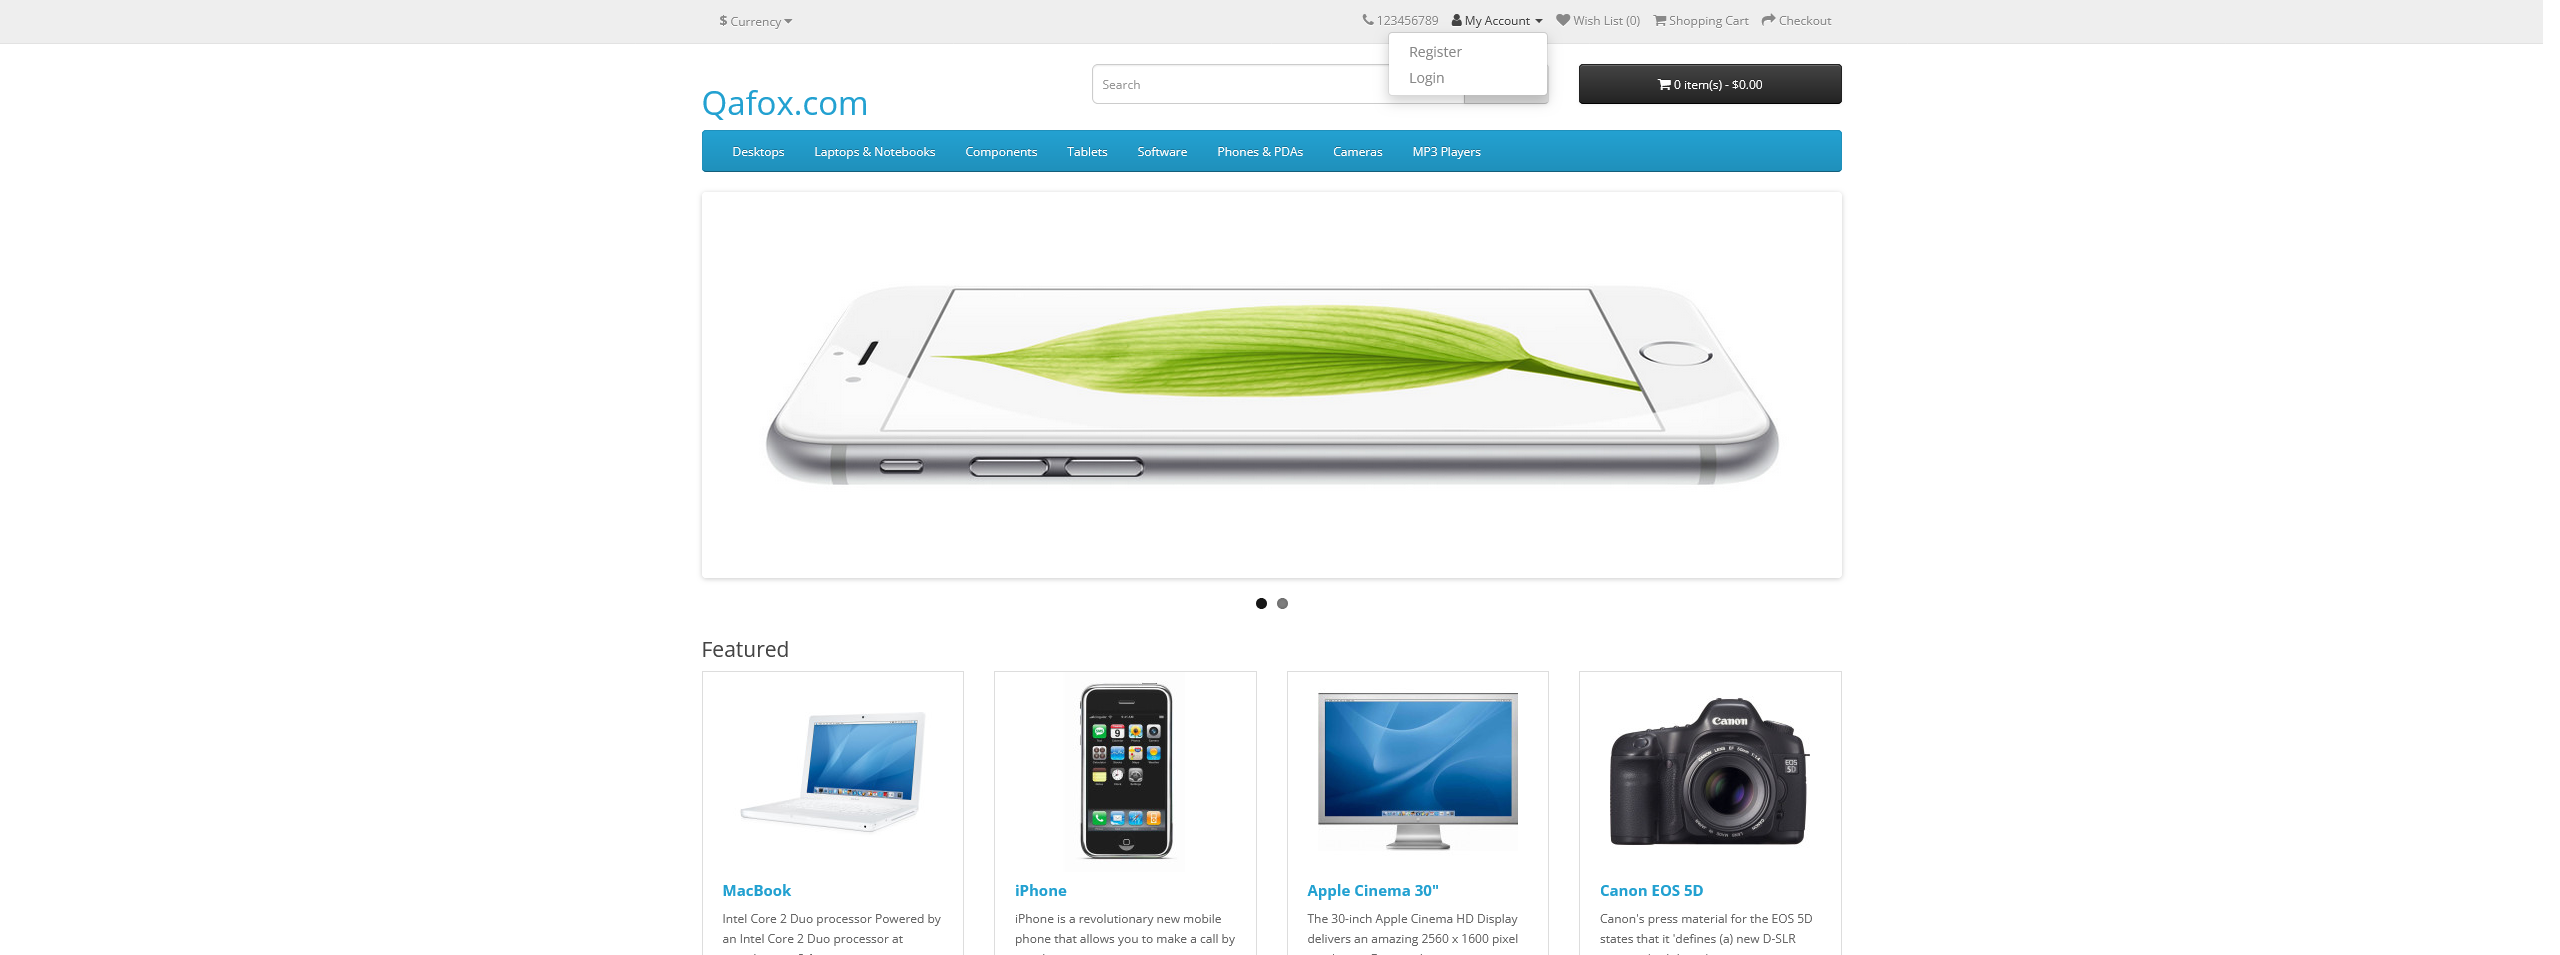 $ Currency
123456789 My Account Wish List (0) Shopping Cart Checkout
Register
Login
Search
0 item(s) - $0.00
Qafox.com
Desktops Laptops & Notebooks Components Tablets Software Phones & PDAs Cameras MP3 Players
Featured
Canon
EOS
5D
MacBook
Intel Core 2 Duo processor Powered by
an Intel Core 2 Duo processor at
iPhone
iPhone is a revolutionary new mobile
phone that allows you to make a call by
Apple Cinema 30"
The 30-inch Apple Cinema HD Display
delivers an amazing 2560 x 1600 pixel
Canon EOS 5D
Canon's press material for the EOS 5D
states that it 'defines (a) new D-SLR